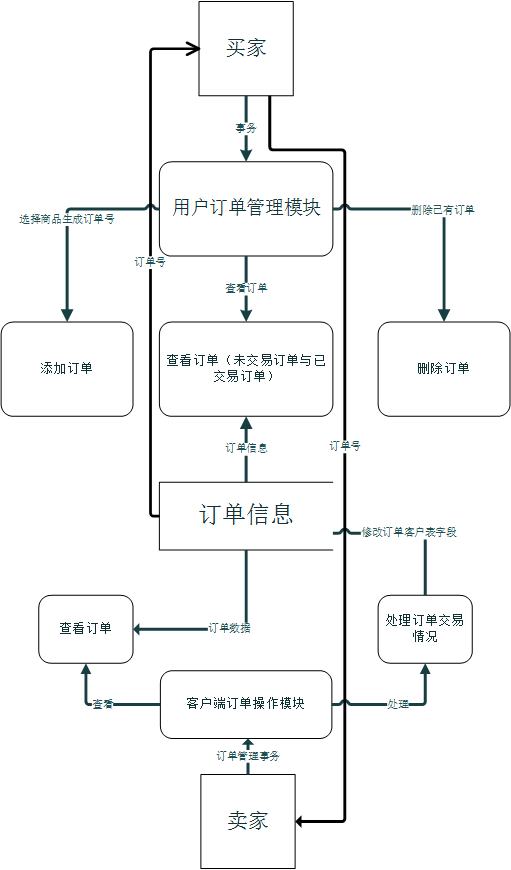 买家
事务
用户订单管理模块
选择商品生成订单号
删除已有订单
订单号
查看订单
添加订单
查看订单（未交易订单与已
交易订单）
删除订单
订单信息
订单号
订单信息
修改订单客户表字段
查看订单
订单数据
处理订单交易
情况
查看
客户端订单操作模块
处理
订单管理事务
卖家